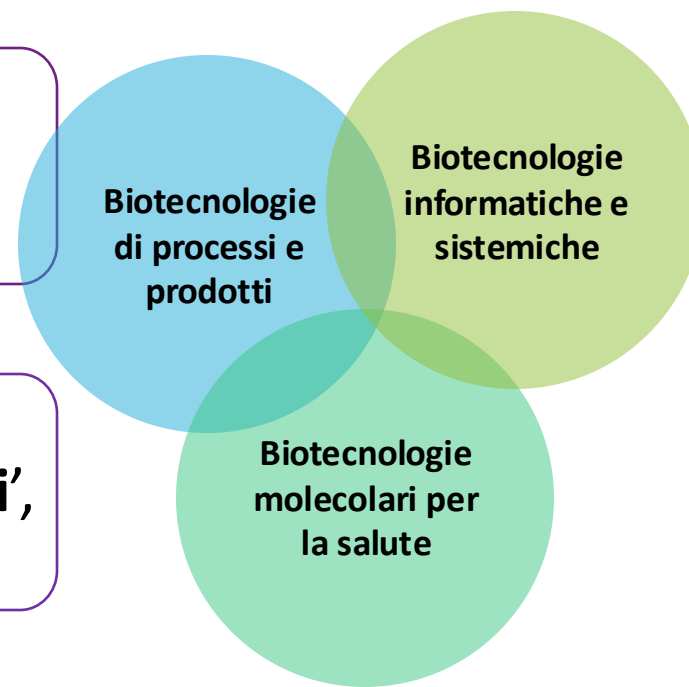 Biotecnologie
di processi e
prodotti
Biotecnologie
informatiche e
sistemiche
i’,
Biotecnologie
molecolari per
la salute